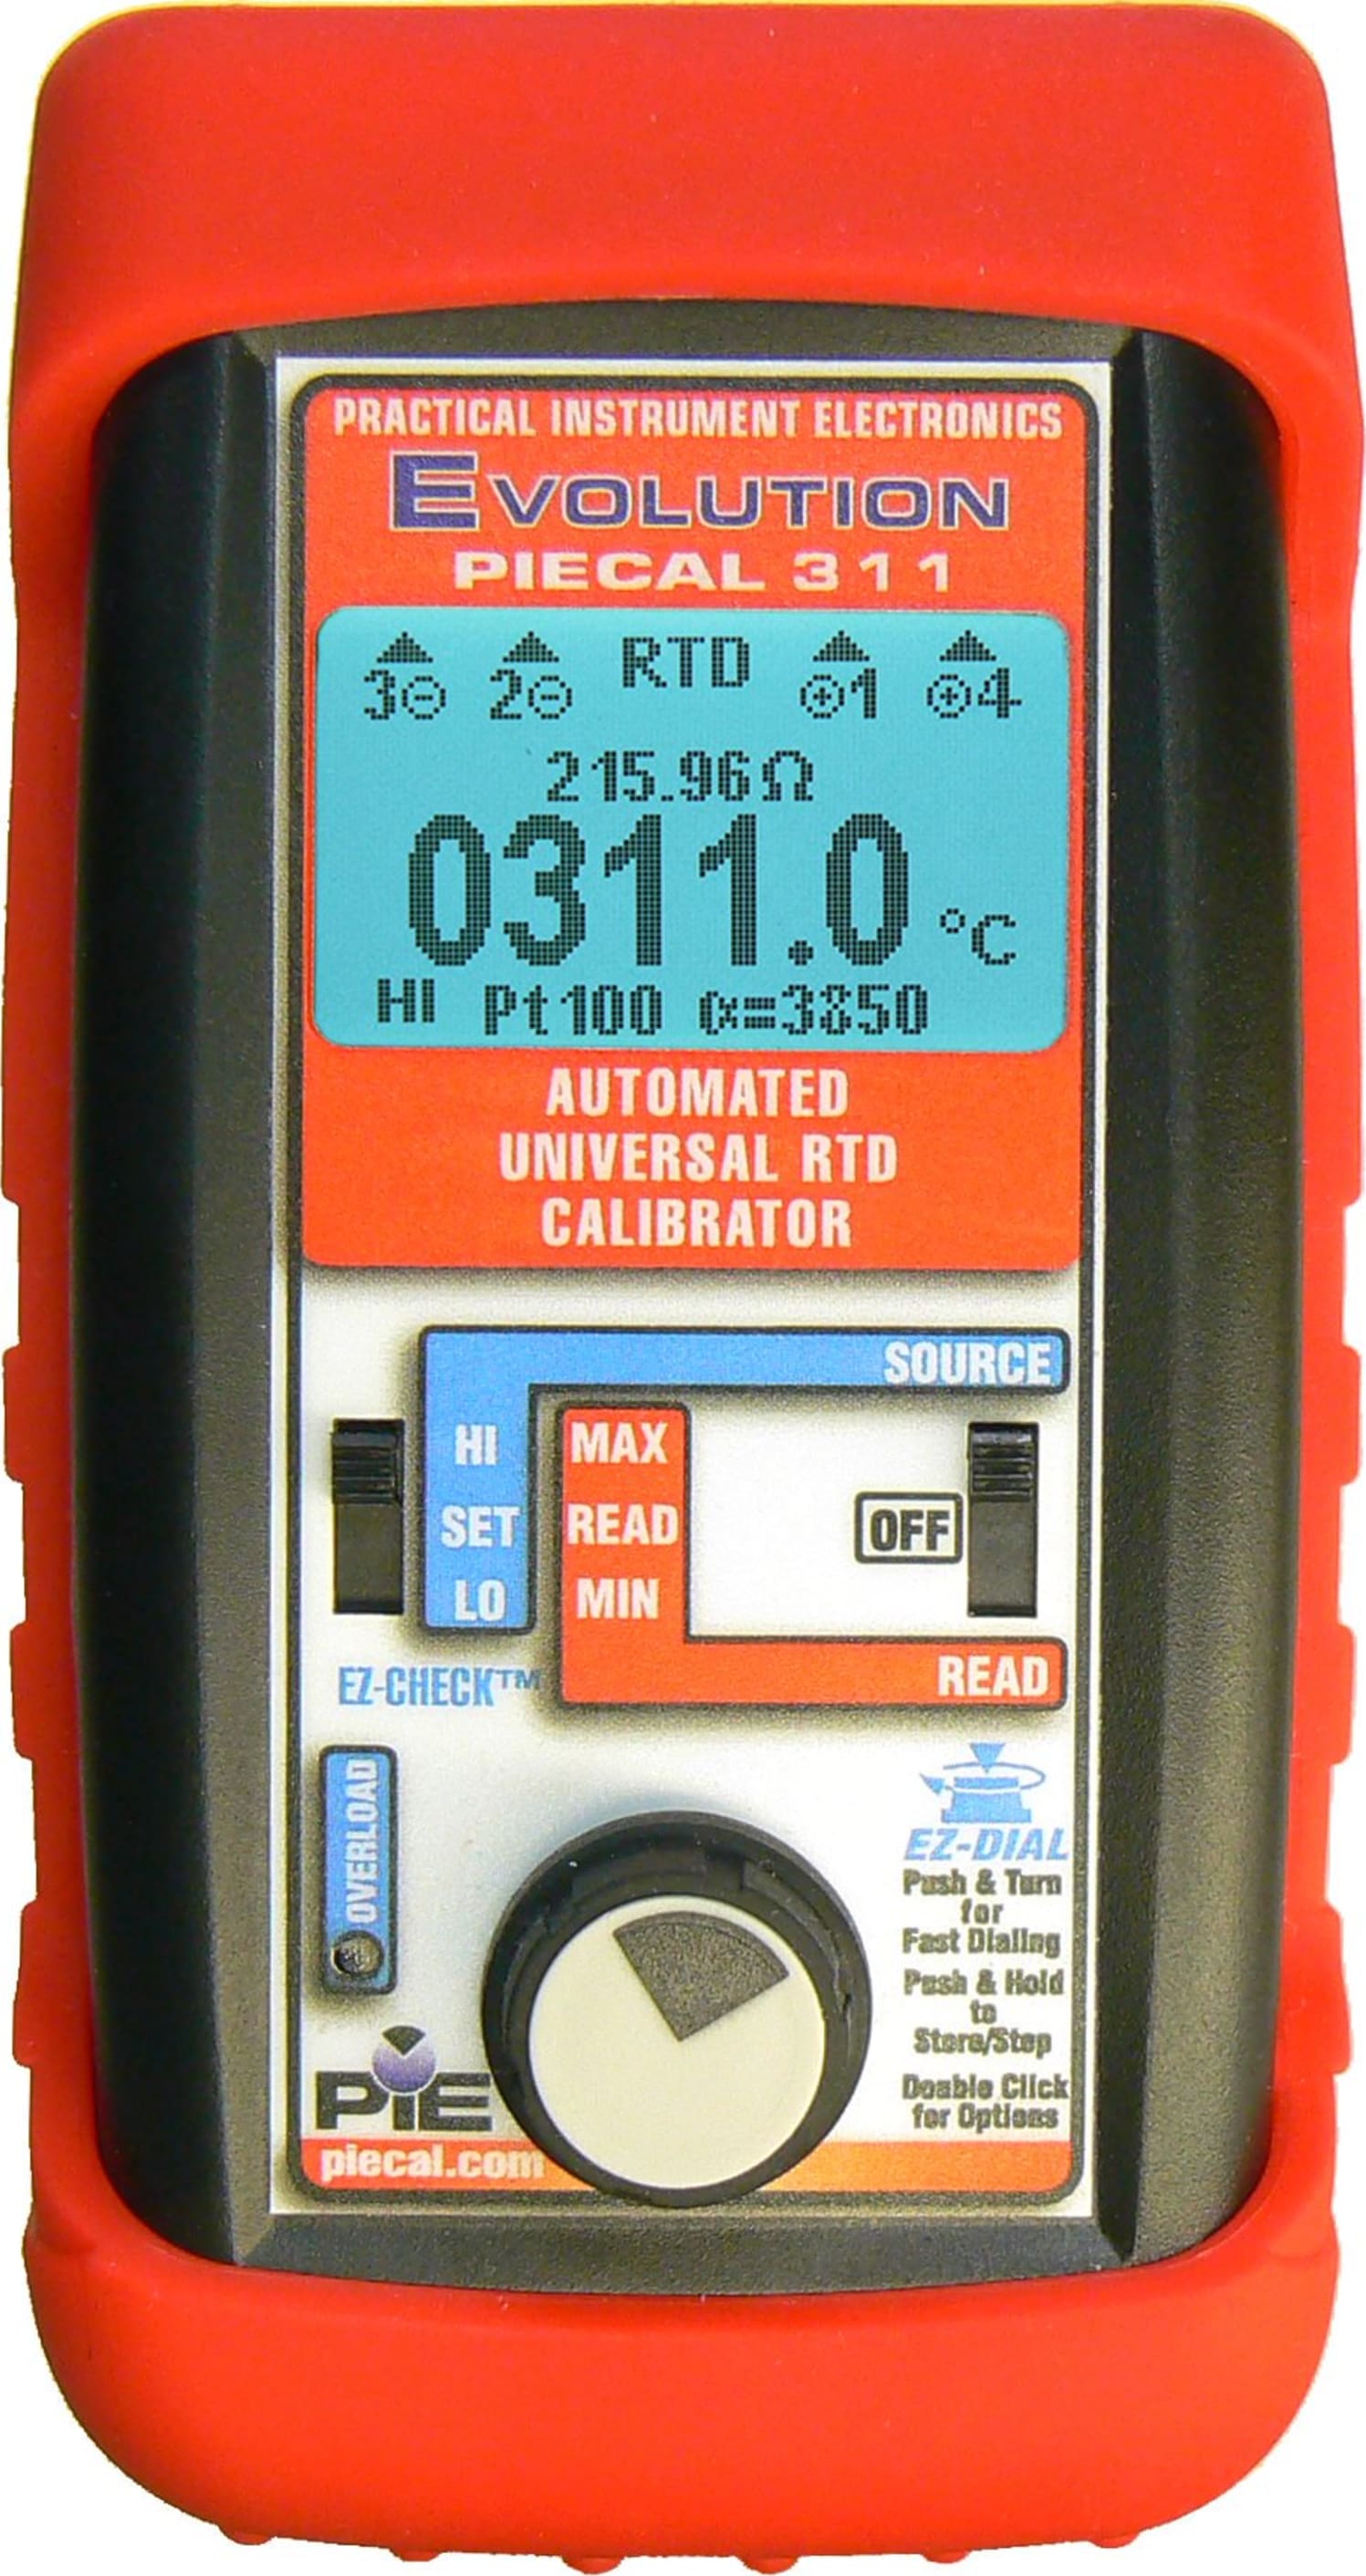 PRACTICAL INSTRUMENT ELECTRONICS
EVOLUTION
PIECAL 311
3⊖ 2⊖ RTD ⊕1 ⊕4
215.96Ω
0311.0 °C
HI Pt100 α=3850
AUTOMATED
UNIVERSAL RTD
CALIBRATOR
SOURCE
HI MAX
SET READ OFF
LO MIN
READ
EZ-CHECK™
OVERLOAD
EZ-DIAL
Push & Turn
for
Fast Dialing
Push & Hold
to
Store/Step
Double Click
for Options
PIE
piecal.com